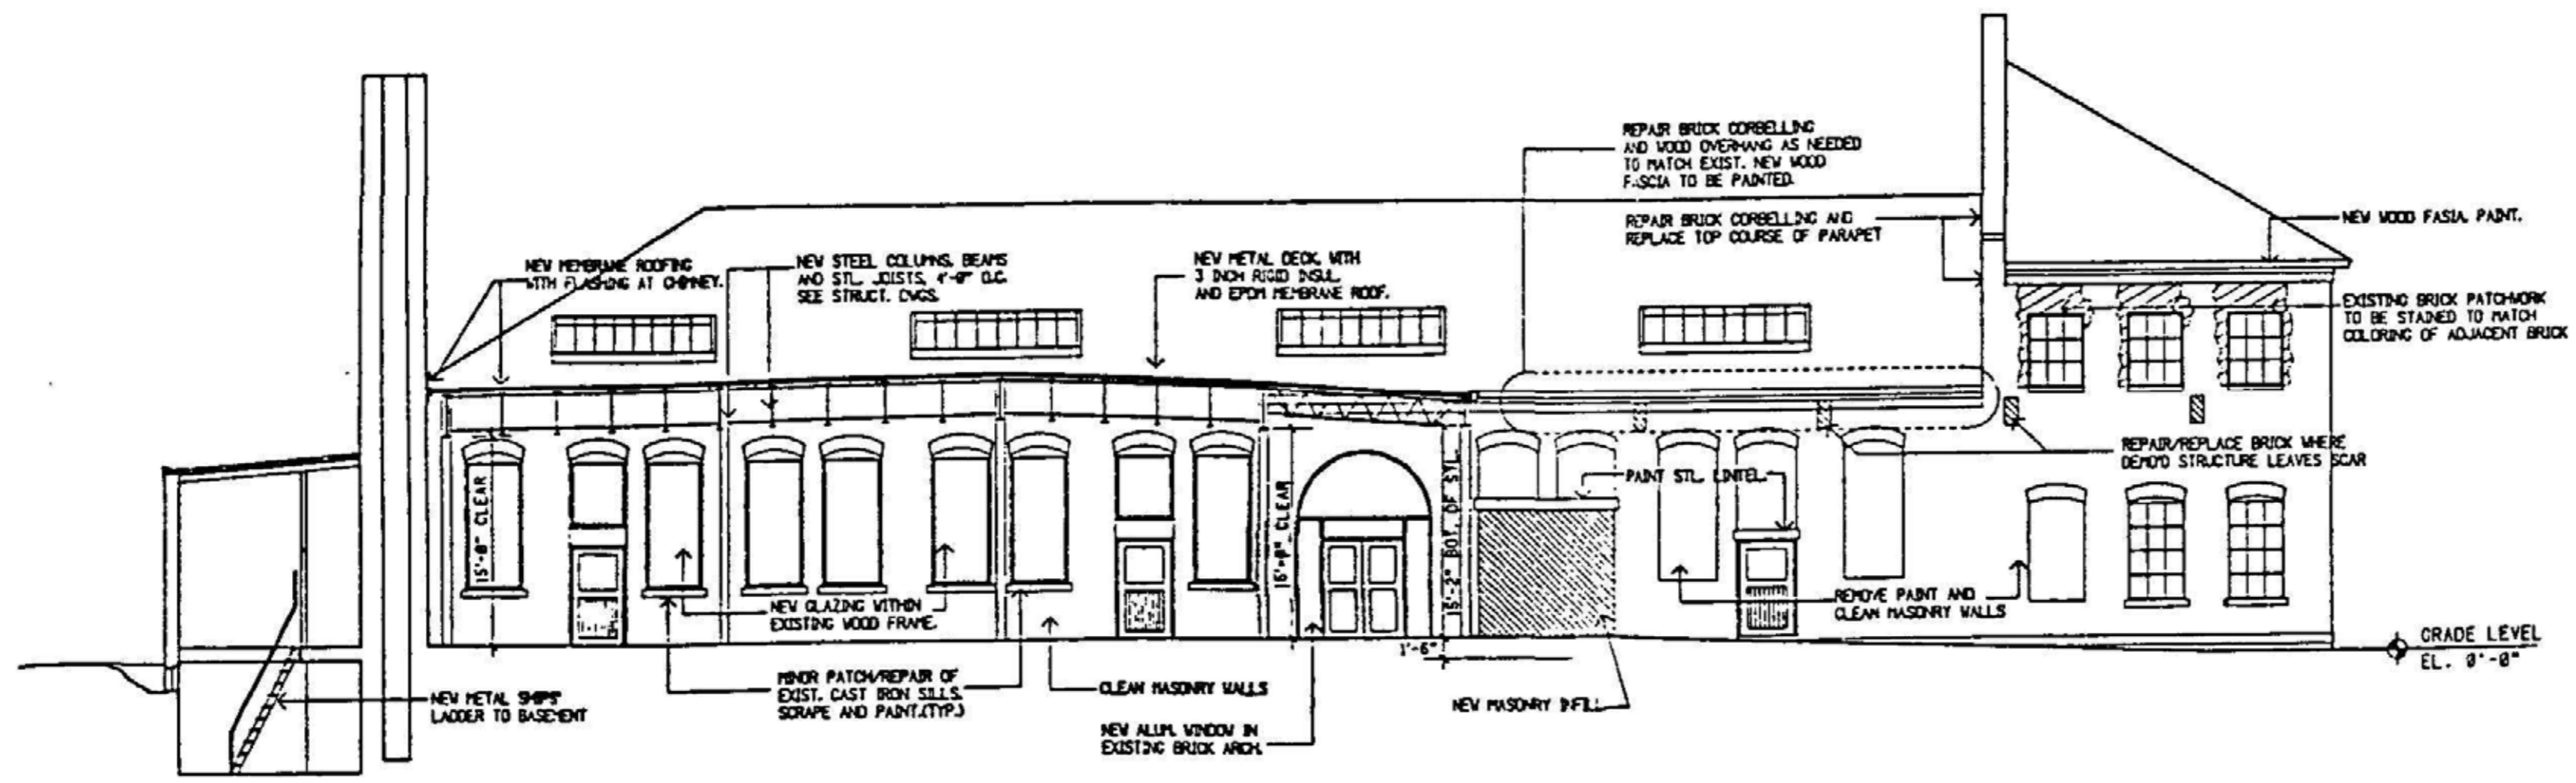 REPAIR BRICK CORBELLING
AND WOOD OVERHANG AS NEEDED
TO MATCH EXIST. NEW WOOD
FASCIA TO BE PAINTED.
REPAIR BRICK CORBELLING AND
REPLACE TOP COURSE OF PARAPET
NEW WOOD FASIA, PAINT.
NEW MEMBRANE ROOFING
WITH FLASHING AT CHIMNEY.
NEW STEEL COLUMNS, BEAMS
AND STL. JOISTS, 4'-0" O.C.
SEE STRUCT. DWGS.
NEW METAL DECK, WITH
3 INCH RIGID INSUL.
AND EPDM MEMBRANE ROOF.
EXISTING BRICK PATCHWORK
TO BE STAINED TO MATCH
COLORING OF ADJACENT BRICK
REPAIR/REPLACE BRICK WHERE
DEMO'D STRUCTURE LEAVES SCAR
PAINT STL. LINTEL
15'-0" CLEAR
CLEAR
15'-2" BOT. OF
NEW GLAZING WITHIN
EXISTING WOOD FRAME.
REMOVE PAINT AND
CLEAN MASONRY WALLS
GRADE LEVEL
EL. 0'-0"
1'-6"
NEW METAL SHIPS
LADDER TO BASEMENT
MINOR PATCH/REPAIR OF
EXIST. CAST IRON SILLS.
SCRAPE AND PAINT.(TYP.)
CLEAN MASONRY WALLS
NEW ALUM. WINDOW IN
EXISTING BRICK ARCH.
NEW MASONRY INFILL